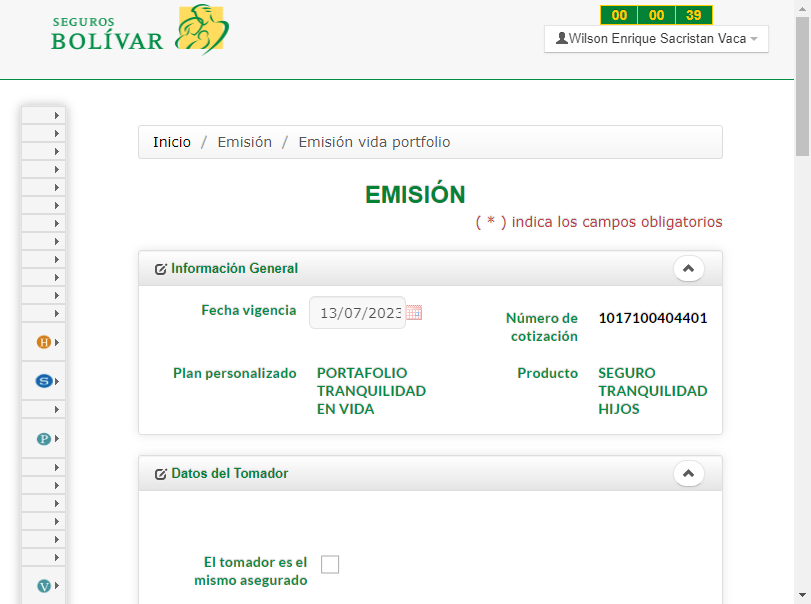 SEGUROS
BOLÍVAR
00 00 39
Wilson Enrique Sacristan Vaca
Inicio / Emisión / Emisión vida portfolio
EMISIÓN
( * ) indica los campos obligatorios
Información General
Fecha vigencia 13/07/2023
Número de cotización 1017100404401
Plan personalizado PORTAFOLIO
TRANQUILIDAD
EN VIDA
Producto SEGURO
TRANQUILIDAD
HIJOS
H
S
P
V
Datos del Tomador
El tomador es el
mismo asegurado